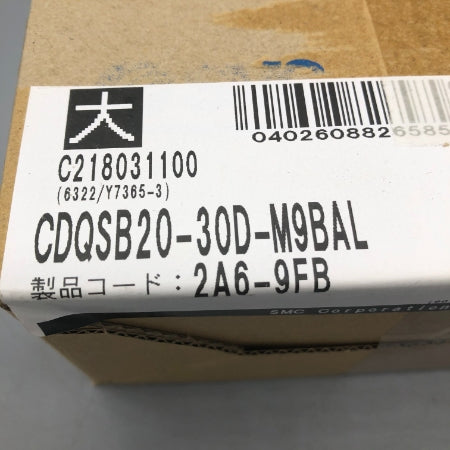 大
0402608826585
C218031100
(6322/Y7365-3)
CDQSB20-30D-M9BAL
製品コード : 2A6-9FB
SMC Corporation